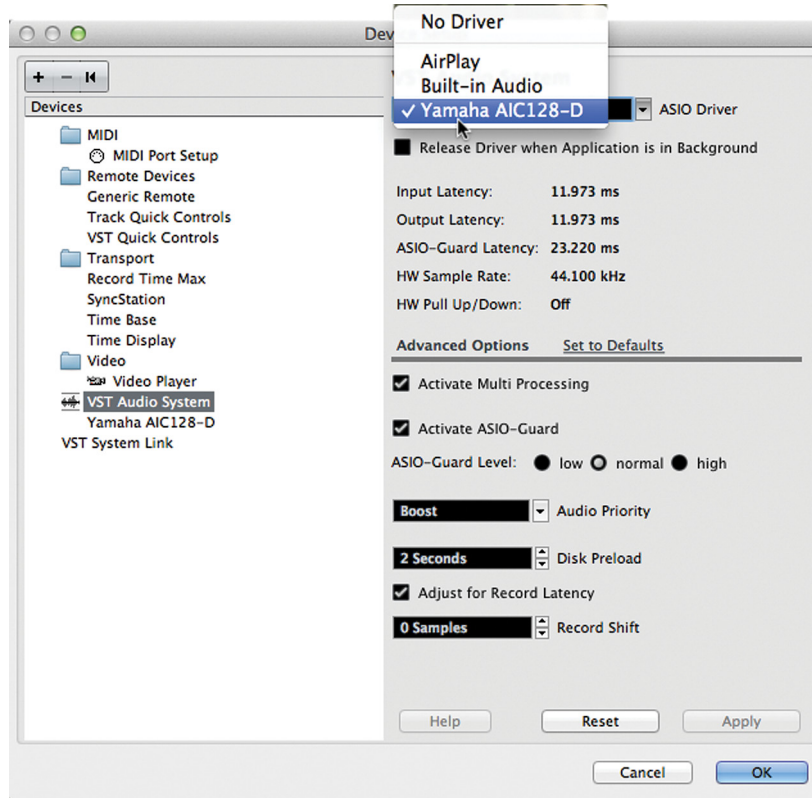 No Driver
AirPlay
Built-in Audio
✓ Yamaha AIC128-D
ASIO Driver
+ −
Devices
MIDI
MIDI Port Setup
Remote Devices
Generic Remote
Track Quick Controls
VST Quick Controls
Transport
Record Time Max
SyncStation
Time Base
Time Display
Video
Video Player
VST Audio System
Yamaha AIC128-D
VST System Link
Release Driver when Application is in Background
Input Latency: 11.973 ms
Output Latency: 11.973 ms
ASIO-Guard Latency: 23.220 ms
HW Sample Rate: 44.100 kHz
HW Pull Up/Down: Off
Advanced Options Set to Defaults
Activate Multi Processing
Activate ASIO-Guard
ASIO-Guard Level: low normal high
Boost Audio Priority
2 Seconds Disk Preload
Adjust for Record Latency
0 Samples Record Shift
Help Reset Apply
Cancel OK